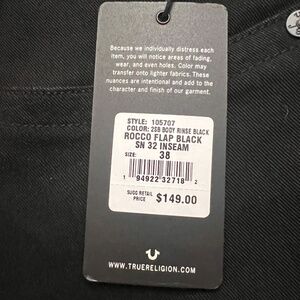 Because we individually distress each
item, you will notice areas of fading,
wear, and even holes. Color may
transfer onto lighter fabrics. These
nuances are intentional and add to the
character and finish of our garment.
STYLE: 105707
COLOR: 2SB BODY RINSE BLACK
ROCCO FLAP BLACK
SN 32 INSEAM
SIZE: 38
1 94922 32718 2
SUGG RETAIL
PRICE $149.00
WWW.TRUERELIGION.COM